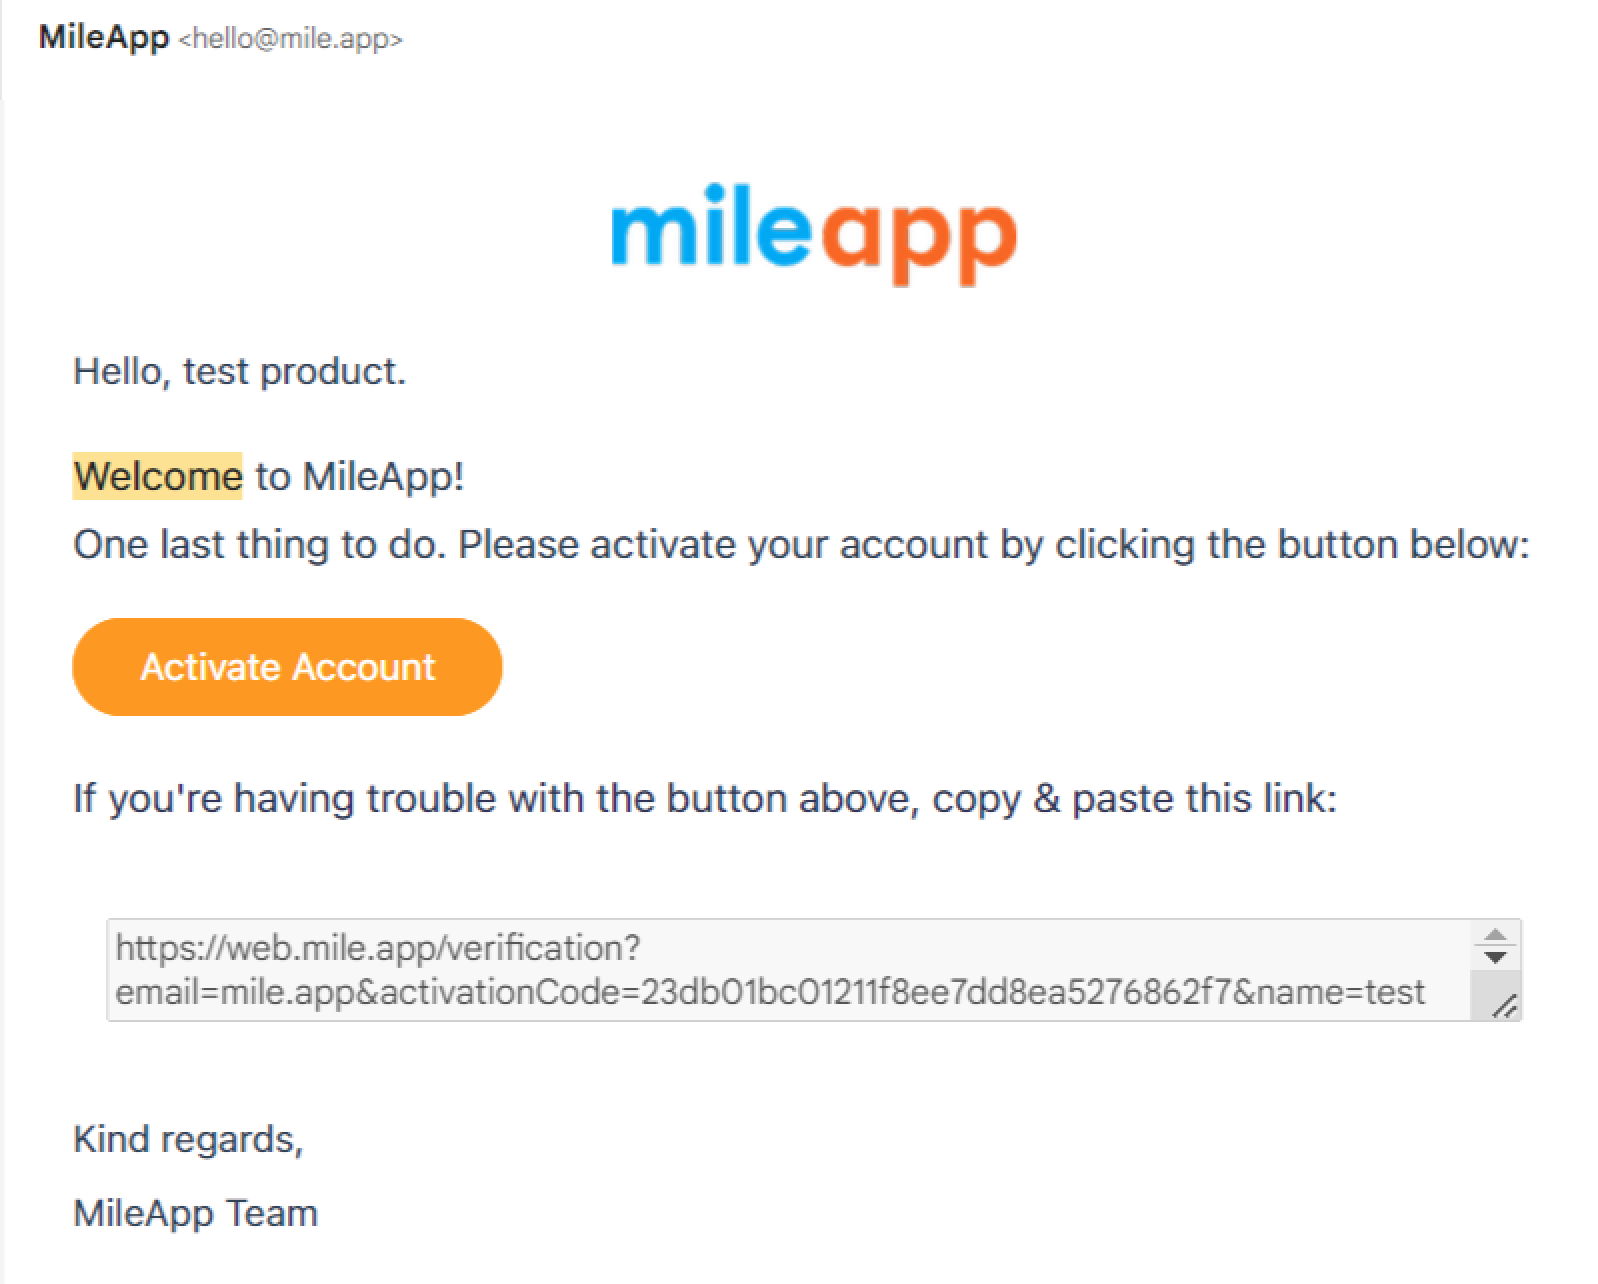 MileApp <hello@mile.app>
mileapp
Hello, test product.
Welcome to MileApp!
One last thing to do. Please activate your account by clicking the button below:
Activate Account
If you're having trouble with the button above, copy & paste this link:
https://web.mile.app/verification?
email=mile.app&activationCode=23db01bc01211f8ee7dd8ea5276862f7&name=test
Kind regards,
MileApp Team